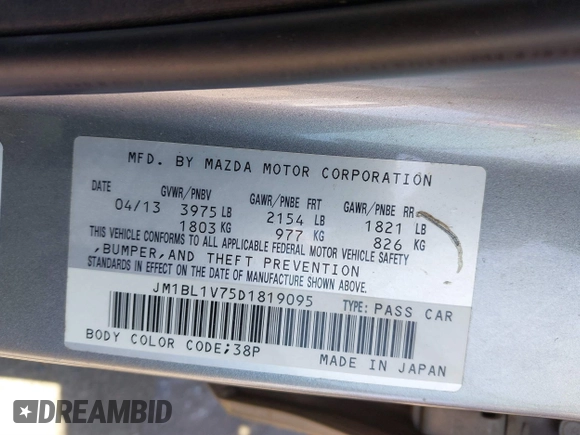 MFD. BY MAZDA MOTOR CORPORATION
DATE GVWR/PNBV GAWR/PNBE FRT GAWR/PNBE RR
04/13 3975 LB 2154 LB 1821 LB
1803 KG 977 KG 826 KG
THIS VEHICLE CONFORMS TO ALL APPLICABLE FEDERAL MOTOR VEHICLE SAFETY
,BUMPER,AND THEFT PREVENTION
STANDARDS IN EFFECT ON THE DATE OF MANUFACTURE SHOWN ABOVE.
JM1BL1V75D1819095 TYPE: PASS CAR
BODY COLOR CODE;38P MADE IN JAPAN
DREAMBID